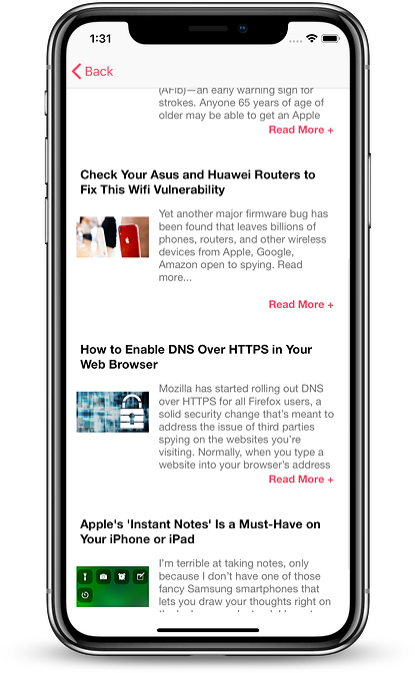 1:31
Back
(AFib)—an early warning sign for
strokes. Anyone 65 years of age of
older may be able to get an Apple
Read More +
Check Your Asus and Huawei Routers to
Fix This Wifi Vulnerability
Yet another major firmware bug has
been found that leaves billions of
phones, routers, and other wireless
devices from Apple, Google,
Amazon open to spying. Read
more...
Read More +
How to Enable DNS Over HTTPS in Your
Web Browser
Mozilla has started rolling out DNS
over HTTPS for all Firefox users, a
solid security change that's meant to
address the issue of third parties
spying on the websites you're
visiting. Normally, when you type a
website into your browser's address
Read More +
Apple's 'Instant Notes' Is a Must-Have on
Your iPhone or iPad
I'm terrible at taking notes, only
because I don't have one of those
fancy Samsung smartphones that
lets you draw your thoughts right on